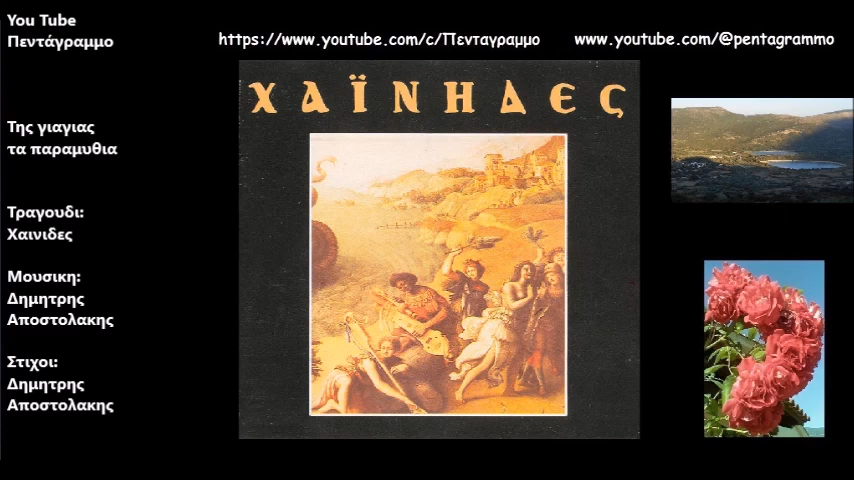 You Tube
Πεντάγραμμο
https://www.youtube.com/c/Πενταγραμμο
www.youtube.com/@pentagrammo
ΧΑΪΝΗΔΕς
Της γιαγιας
τα παραμυθια
Τραγουδι:
Χαινιδες
Μουσικη:
Δημητρης
Αποστολακης
Στιχοι:
Δημητρης
Αποστολακης